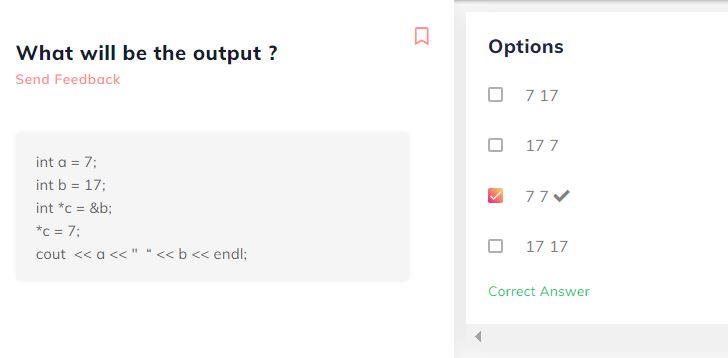 What will be the output ?
Send Feedback
int a = 7;
int b = 17;
int *c = &b;
*c = 7;
cout  << a << "  “ << b << endl;
Options
7 17
17 7
7 7
17 17
Correct Answer